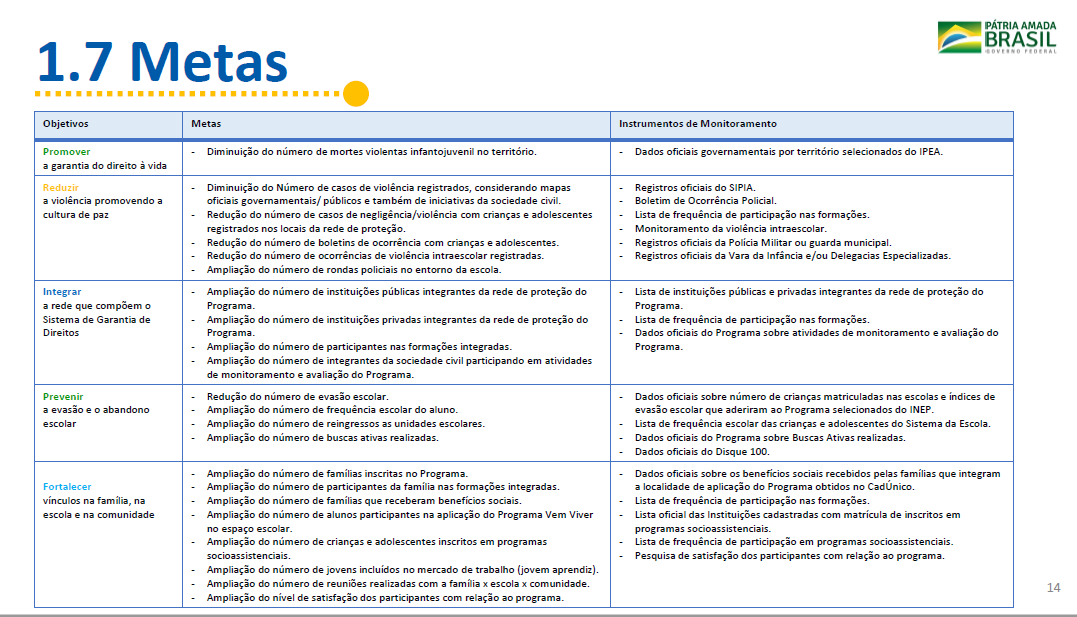 PÁTRIA AMADA
BRASIL
GOVERNO FEDERAL
1.7 Metas
Objetivos
Metas
Instrumentos de Monitoramento
Promover
a garantia do direito à vida
- Diminuição do número de mortes violentas infantojuvenil no território.
- Dados oficiais governamentais por território selecionados do IPEA.
Reduzir
a violência promovendo a
cultura de paz
- Diminuição do Número de casos de violência registrados, considerando mapas
oficiais governamentais/ públicos e também de iniciativas da sociedade civil.
- Redução do número de casos de negligência/violência com crianças e adolescentes
registrados nos locais da rede de proteção.
- Redução do número de boletins de ocorrência com crianças e adolescentes.
- Redução do número de ocorrências de violência intraescolar registradas.
- Ampliação do número de rondas policiais no entorno da escola.
- Registros oficiais do SIPIA.
- Boletim de Ocorrência Policial.
- Lista de frequência de participação nas formações.
- Monitoramento da violência intraescolar.
- Registros oficiais da Polícia Militar ou guarda municipal.
- Registros oficiais da Vara da Infância e/ou Delegacias Especializadas.
Integrar
a rede que compõem o
Sistema de Garantia de
Direitos
- Ampliação do número de instituições públicas integrantes da rede de proteção do
Programa.
- Ampliação do número de instituições privadas integrantes da rede de proteção do
Programa.
- Ampliação do número de participantes nas formações integradas.
- Ampliação do número de integrantes da sociedade civil participando em atividades
de monitoramento e avaliação do Programa.
- Lista de instituições públicas e privadas integrantes da rede de proteção do
Programa.
- Lista de frequência de participação nas formações.
- Dados oficiais do Programa sobre atividades de monitoramento e avaliação do
Programa.
Prevenir
a evasão e o abandono
escolar
- Redução do número de evasão escolar.
- Ampliação do número de frequência escolar do aluno.
- Ampliação do número de reingressos as unidades escolares.
- Ampliação do número de buscas ativas realizadas.
- Dados oficiais sobre número de crianças matriculadas nas escolas e índices de
evasão escolar que aderiram ao Programa selecionados do INEP.
- Lista de frequência escolar das crianças e adolescentes do Sistema da Escola.
- Dados oficiais do Programa sobre Buscas Ativas realizadas.
- Dados oficiais do Disque 100.
Fortalecer
vínculos na família, na
escola e na comunidade
- Ampliação do número de famílias inscritas no Programa.
- Ampliação do número de participantes da família nas formações integradas.
- Ampliação do número de famílias que receberam benefícios sociais.
- Ampliação do número de alunos participantes na aplicação do Programa Vem Viver
no espaço escolar.
- Ampliação do número de crianças e adolescentes inscritos em programas
socioassistenciais.
- Ampliação do número de jovens incluídos no mercado de trabalho (jovem aprendiz).
- Ampliação do número de reuniões realizadas com a família x escola x comunidade.
- Ampliação do nível de satisfação dos participantes com relação ao programa.
- Dados oficiais sobre os benefícios sociais recebidos pelas famílias que integram
a localidade de aplicação do Programa obtidos no CadÚnico.
- Lista de frequência de participação nas formações.
- Lista oficial das Instituições cadastradas com matrícula de inscritos em
programas socioassistenciais.
- Lista de frequência de participação em programas socioassistenciais.
- Pesquisa de satisfação dos participantes com relação ao programa.
14